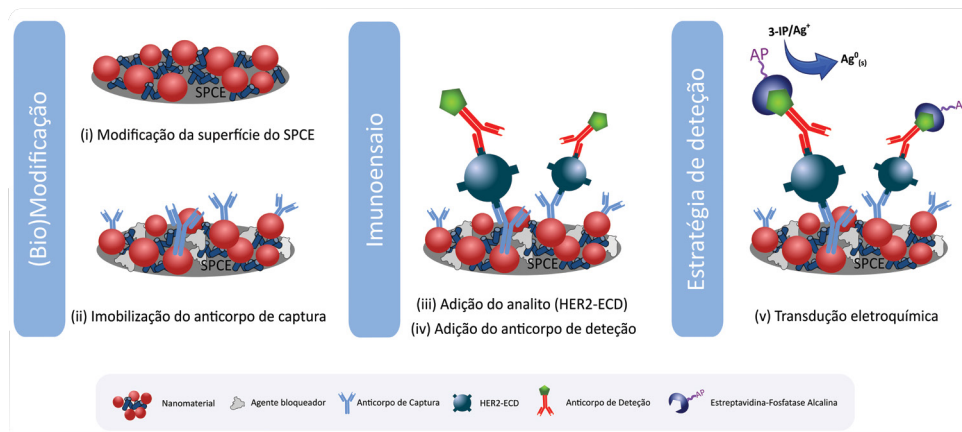 (Bio)Modificação
SPCE
(i) Modificação da superfície do SPCE
SPCE
(ii) Imobilização do anticorpo de captura
Imunoensaio
SPCE
(iii) Adição do analito (HER2-ECD)
(iv) Adição do anticorpo de deteção
Estratégia de deteção
3-IP/Ag⁺
Ag⁰(s)
AP
AP
SPCE
(v) Transdução eletroquímica
Nanomaterial
Agente bloqueador
Anticorpo de Captura
HER2-ECD
Anticorpo de Deteção
AP
Estreptavidina-Fosfatase Alcalina